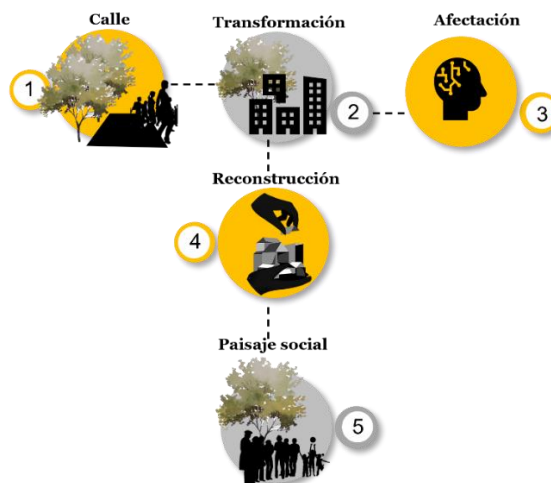 Calle
Transformación
Afectación
1
2
3
Reconstrucción
4
Paisaje social
5